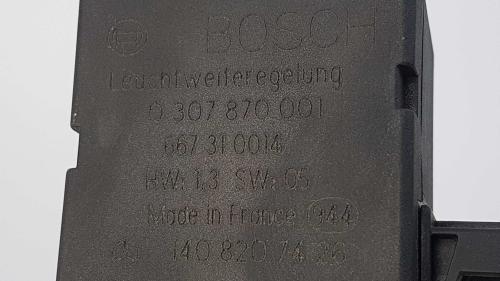 BOSCH
Leuchtweiteregelung
0 307 870 001
667 31 0014
HW: 1.3 SW: 05
Made in France 944
140 820 74 26